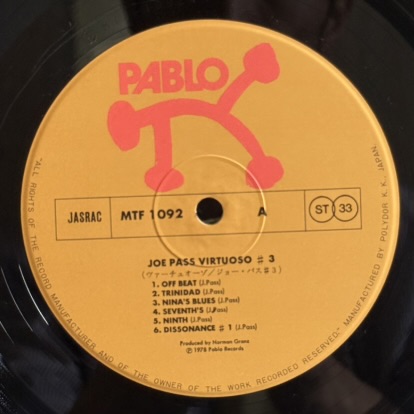 PABLO
JASRAC
MTF 1092
A
ST 33
JOE PASS VIRTUOSO # 3
(ヴァーチュオーゾ/ジョー・パス#3)
1. OFF BEAT (J.Pass)
2. TRINIDAD (J.Pass)
3. NINA'S BLUES (J.Pass)
4. SEVENTH'S (J.Pass)
5. NINTH (J.Pass)
6. DISSONANCE # 1 (J.Pass)
Produced by Norman Granz
Ⓟ 1978 Pablo Records
"ALL RIGHTS OF THE RECORD MANUFACTURER AND OF THE OWNER OF THE WORK RECORDED RESERVED." MANUFACTURED BY POLYDOR K. K., JAPAN.